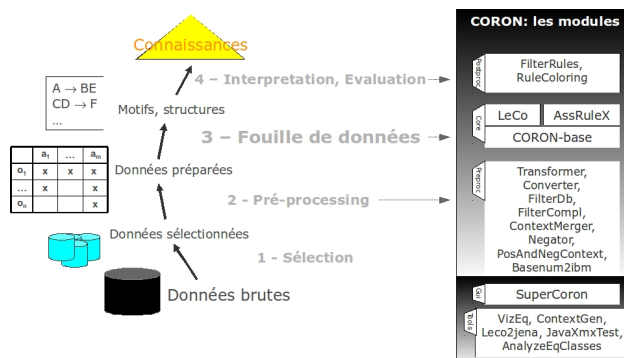 CORON: les modules
Connaissances
4 – Interpretation, Evaluation
Postproc
FilterRules,
RuleColoring
A → BE
CD → F
...
Motifs, structures
3 – Fouille de données
Core
LeCo
AssRuleX
CORON-base
a₁ ... aₘ
o₁ x x x
... x x
oₙ x
Données préparées
2 - Pré-processing
Preproc
Transformer,
Converter,
FilterDb,
FilterCompl,
ContextMerger,
Negator,
PosAndNegContext,
Basenum2ibm
Données sélectionnées
1 - Sélection
Données brutes
Gui
SuperCoron
Tools
VizEq, ContextGen,
Leco2jena, JavaXmxTest,
AnalyzeEqClasses